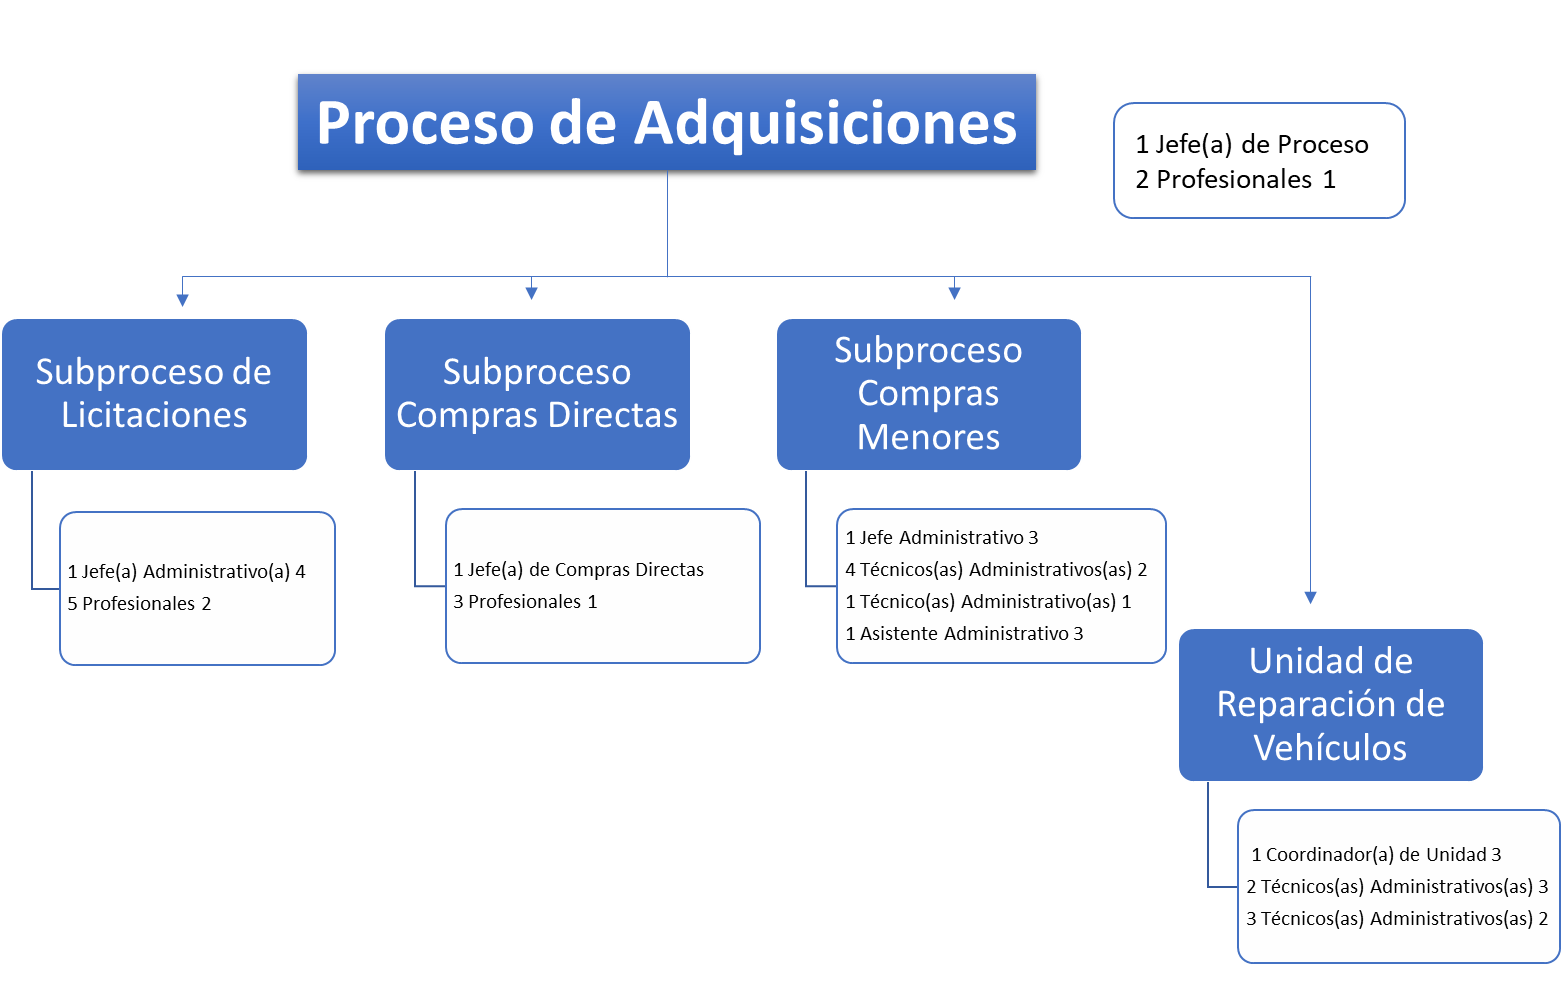 Proceso de Adquisiciones
1 Jefe(a) de Proceso
2 Profesionales 1
Subproceso de
Licitaciones
1 Jefe(a) Administrativo(a) 4
5 Profesionales 2
Subproceso
Compras Directas
1 Jefe(a) de Compras Directas
3 Profesionales 1
Subproceso
Compras
Menores
1 Jefe Administrativo 3
4 Técnicos(as) Administrativos(as) 2
1 Técnico(as) Administrativo(as) 1
1 Asistente Administrativo 3
Unidad de
Reparación de
Vehículos
1 Coordinador(a) de Unidad 3
2 Técnicos(as) Administrativos(as) 3
3 Técnicos(as) Administrativos(as) 2